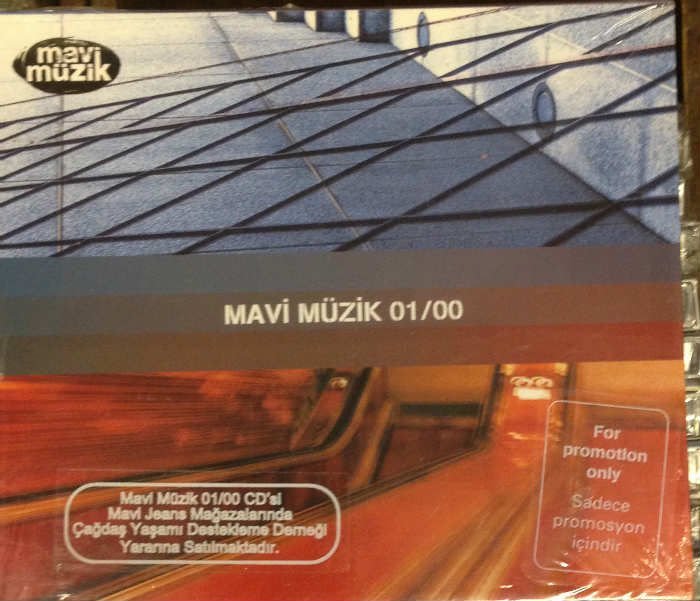 mavi
müzik
MAVİ MÜZİK 01/00
For
promotion
only
Sadece
promosyon
içindir
Mavi Müzik 01/00 CD'si
Mavi Jeans Mağazalarında
Çağdaş Yaşamı Destekleme Derneği
Yararına Satılmaktadır.